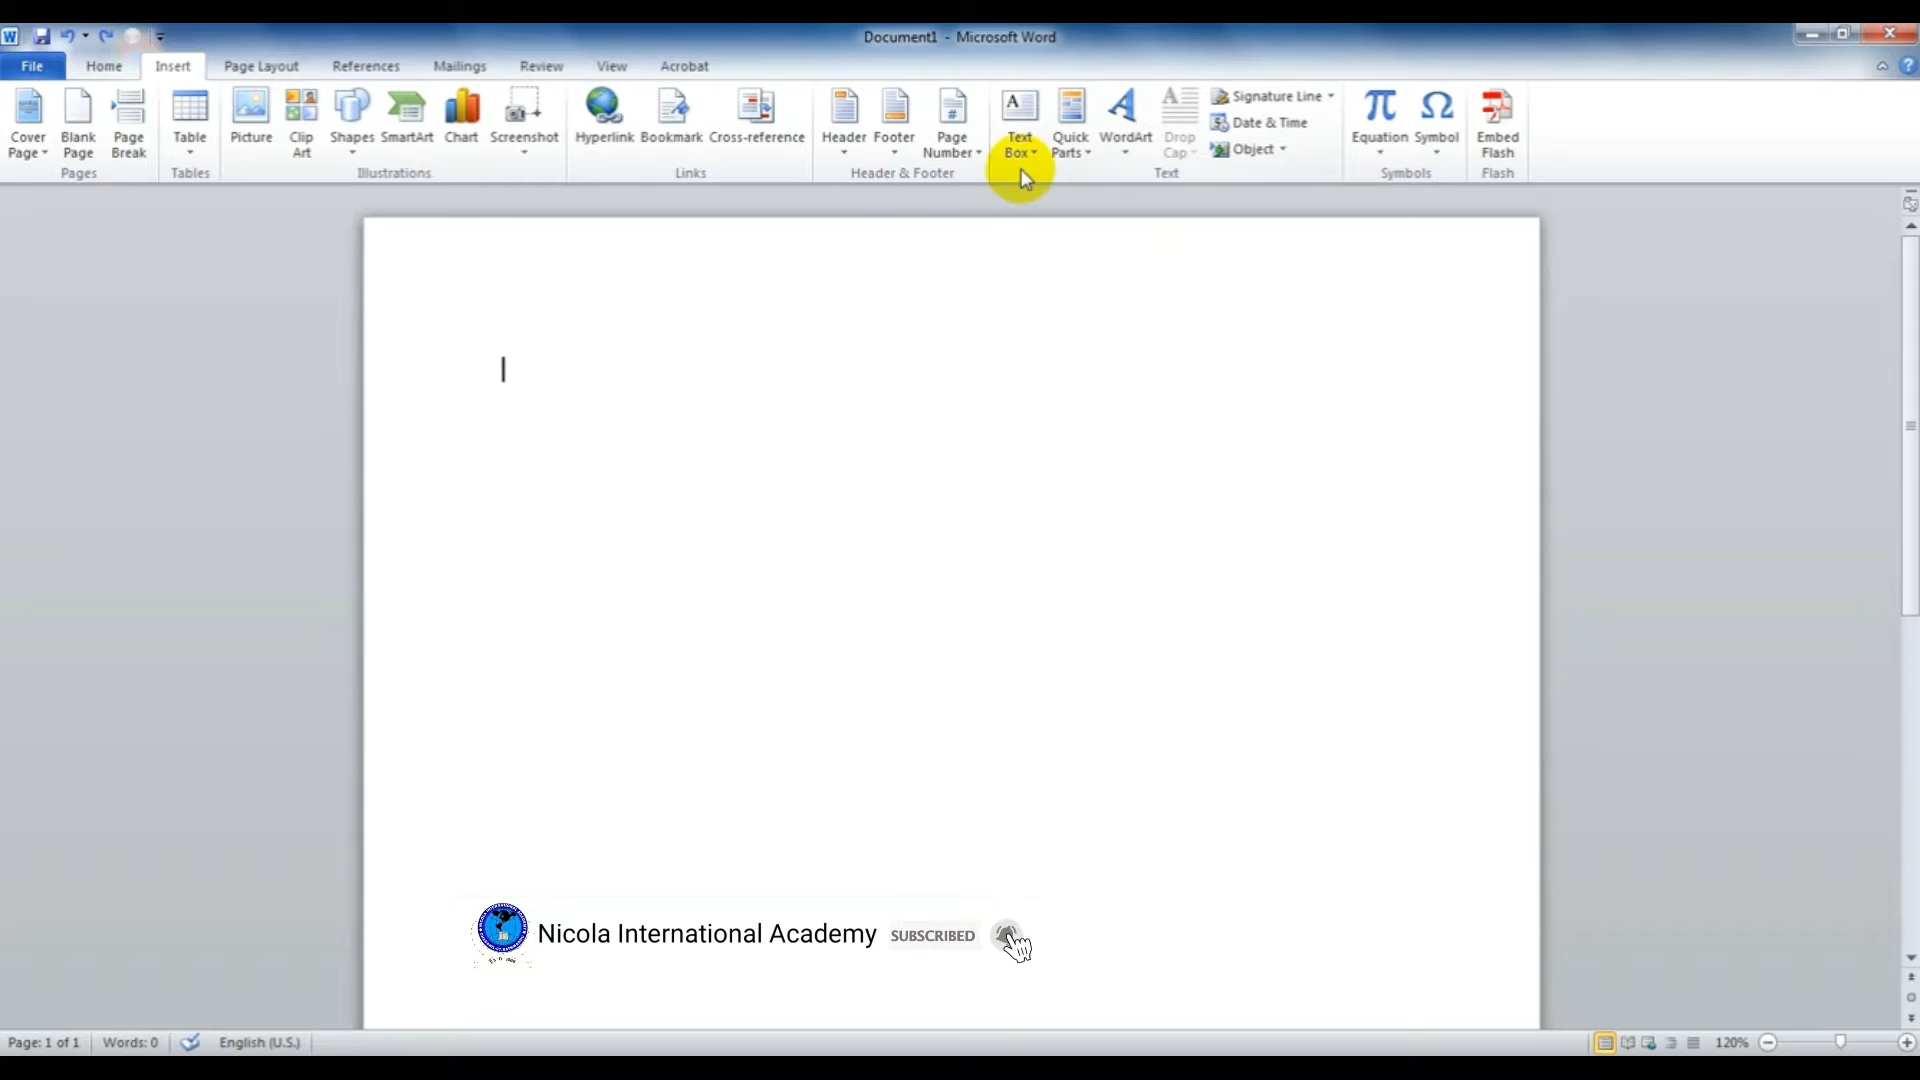 Document1 - Microsoft Word
File Home Insert Page Layout References Mailings Review View Acrobat
Cover Page
Blank Page
Page Break
Pages
Table
Tables
Picture
Clip Art
Shapes
SmartArt
Chart
Screenshot
Illustrations
Hyperlink
Bookmark
Cross-reference
Links
Header
Footer
Page Number
Header & Footer
Text Box
Quick Parts
WordArt
Drop Cap
Signature Line
Date & Time
Object
Text
Equation
Symbol
Symbols
Embed Flash
Flash
Nicola International Academy SUBSCRIBED
Page: 1 of 1 Words: 0 English (U.S.) 120%